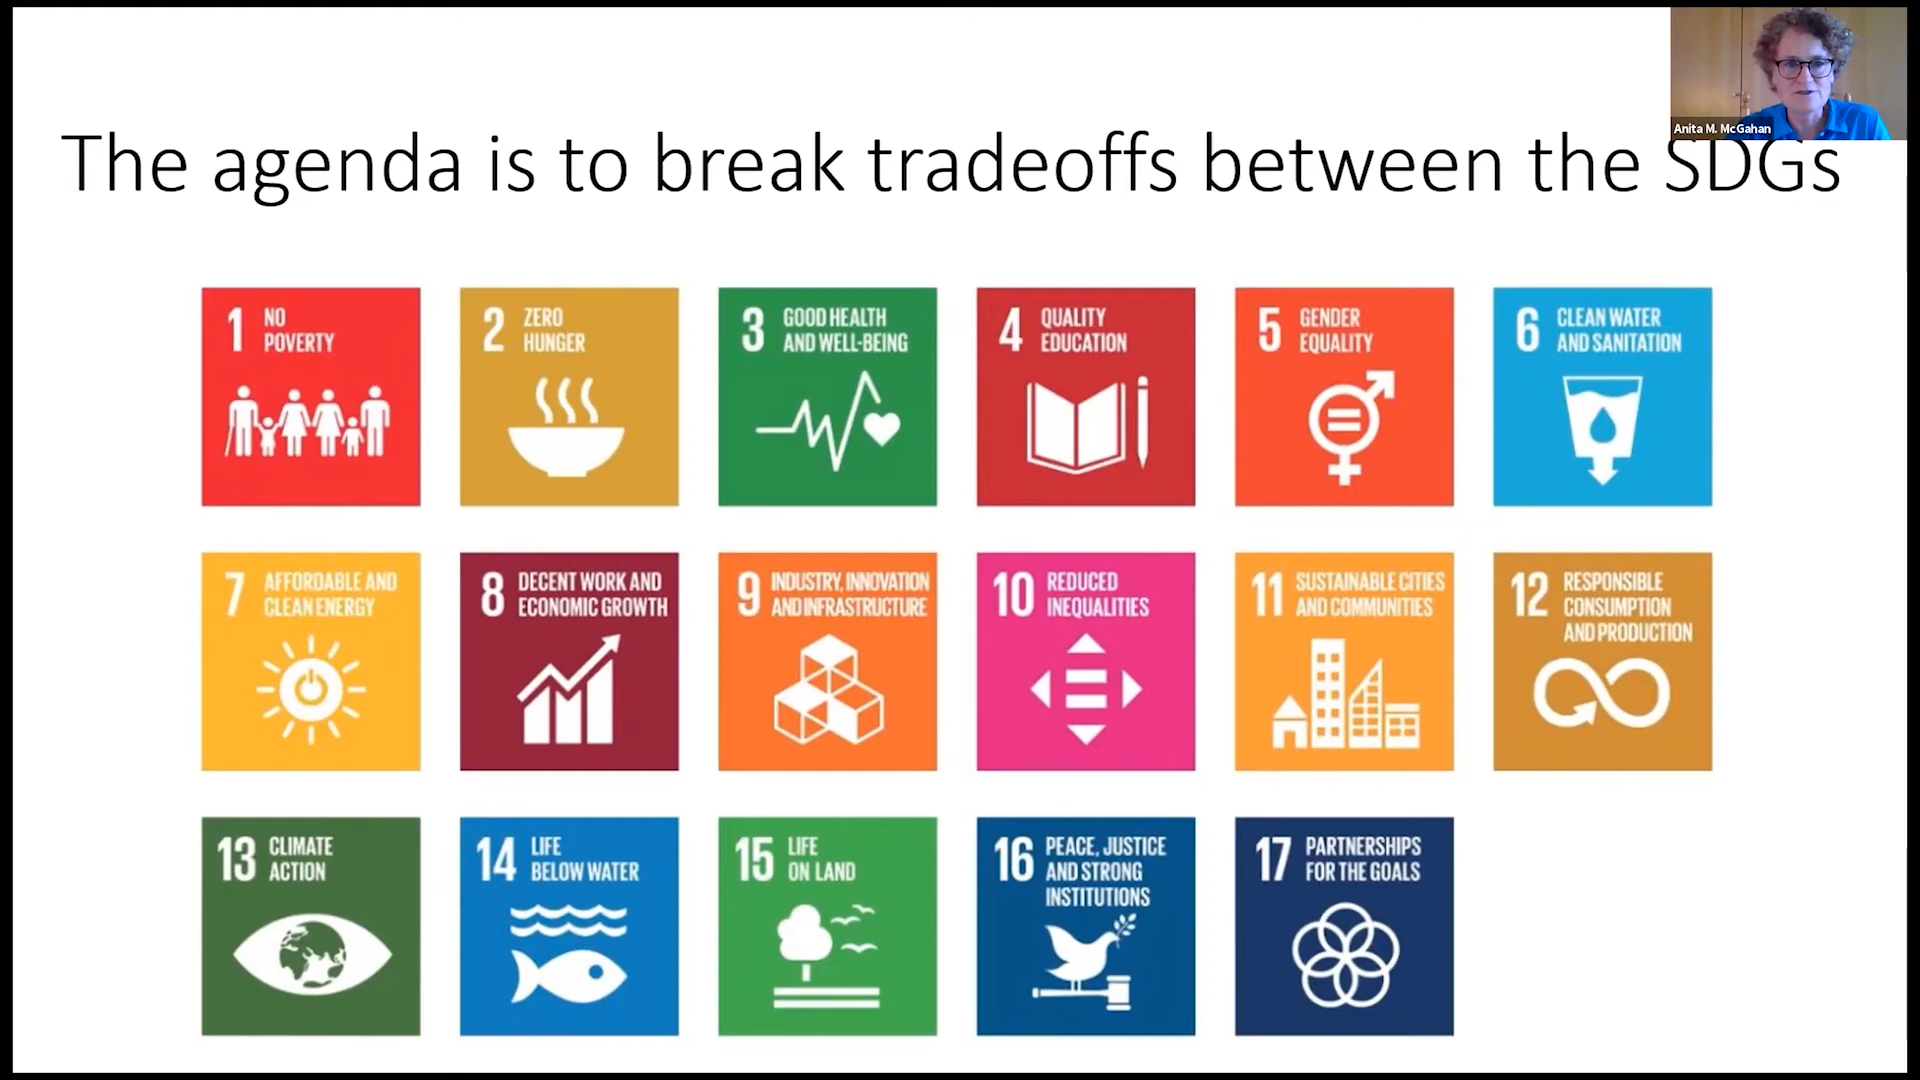 Anita M. McGahan
The agenda is to break tradeoffs between the SDGs
1 NO
POVERTY
2 ZERO
HUNGER
3 GOOD HEALTH
AND WELL-BEING
4 QUALITY
EDUCATION
5 GENDER
EQUALITY
6 CLEAN WATER
AND SANITATION
7 AFFORDABLE AND
CLEAN ENERGY
8 DECENT WORK AND
ECONOMIC GROWTH
9 INDUSTRY, INNOVATION
AND INFRASTRUCTURE
10 REDUCED
INEQUALITIES
11 SUSTAINABLE CITIES
AND COMMUNITIES
12 RESPONSIBLE
CONSUMPTION
AND PRODUCTION
13 CLIMATE
ACTION
14 LIFE
BELOW WATER
15 LIFE
ON LAND
16 PEACE, JUSTICE
AND STRONG
INSTITUTIONS
17 PARTNERSHIPS
FOR THE GOALS